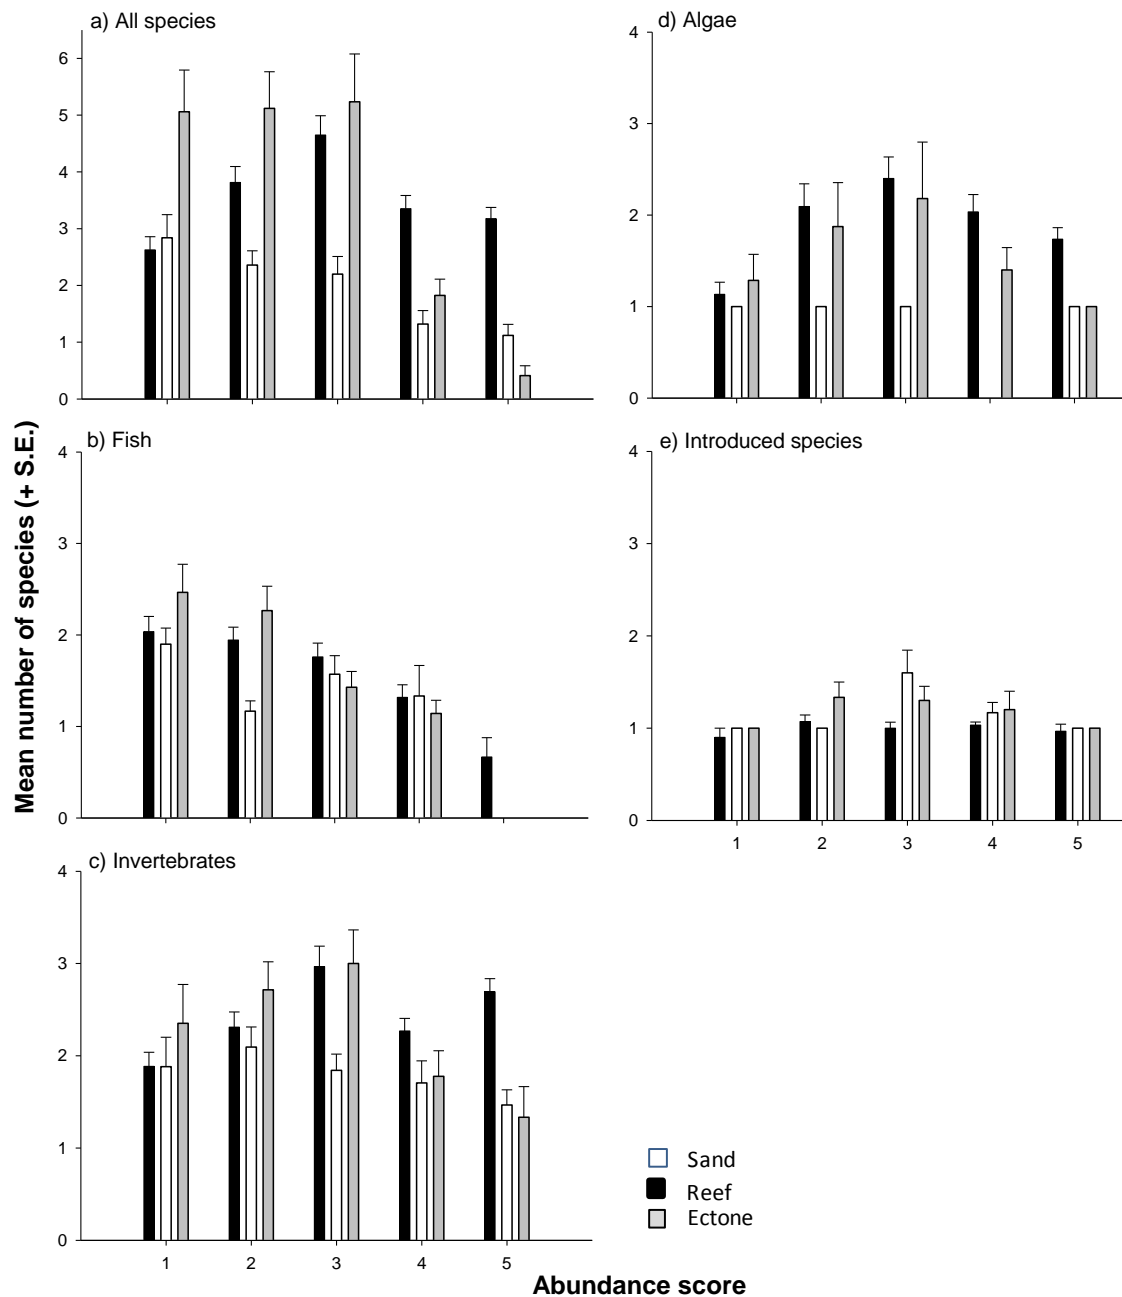 a) All species
6
5
4
3
2
1
0
b) Fish
4
3
2
1
0
c) Invertebrates
4
3
2
1
0
1 2 3 4 5
d) Algae
4
3
2
1
0
e) Introduced species
4
3
2
1
0
1 2 3 4 5
Sand
Reef
Ectone
Mean number of species (+ S.E.)
Abundance score